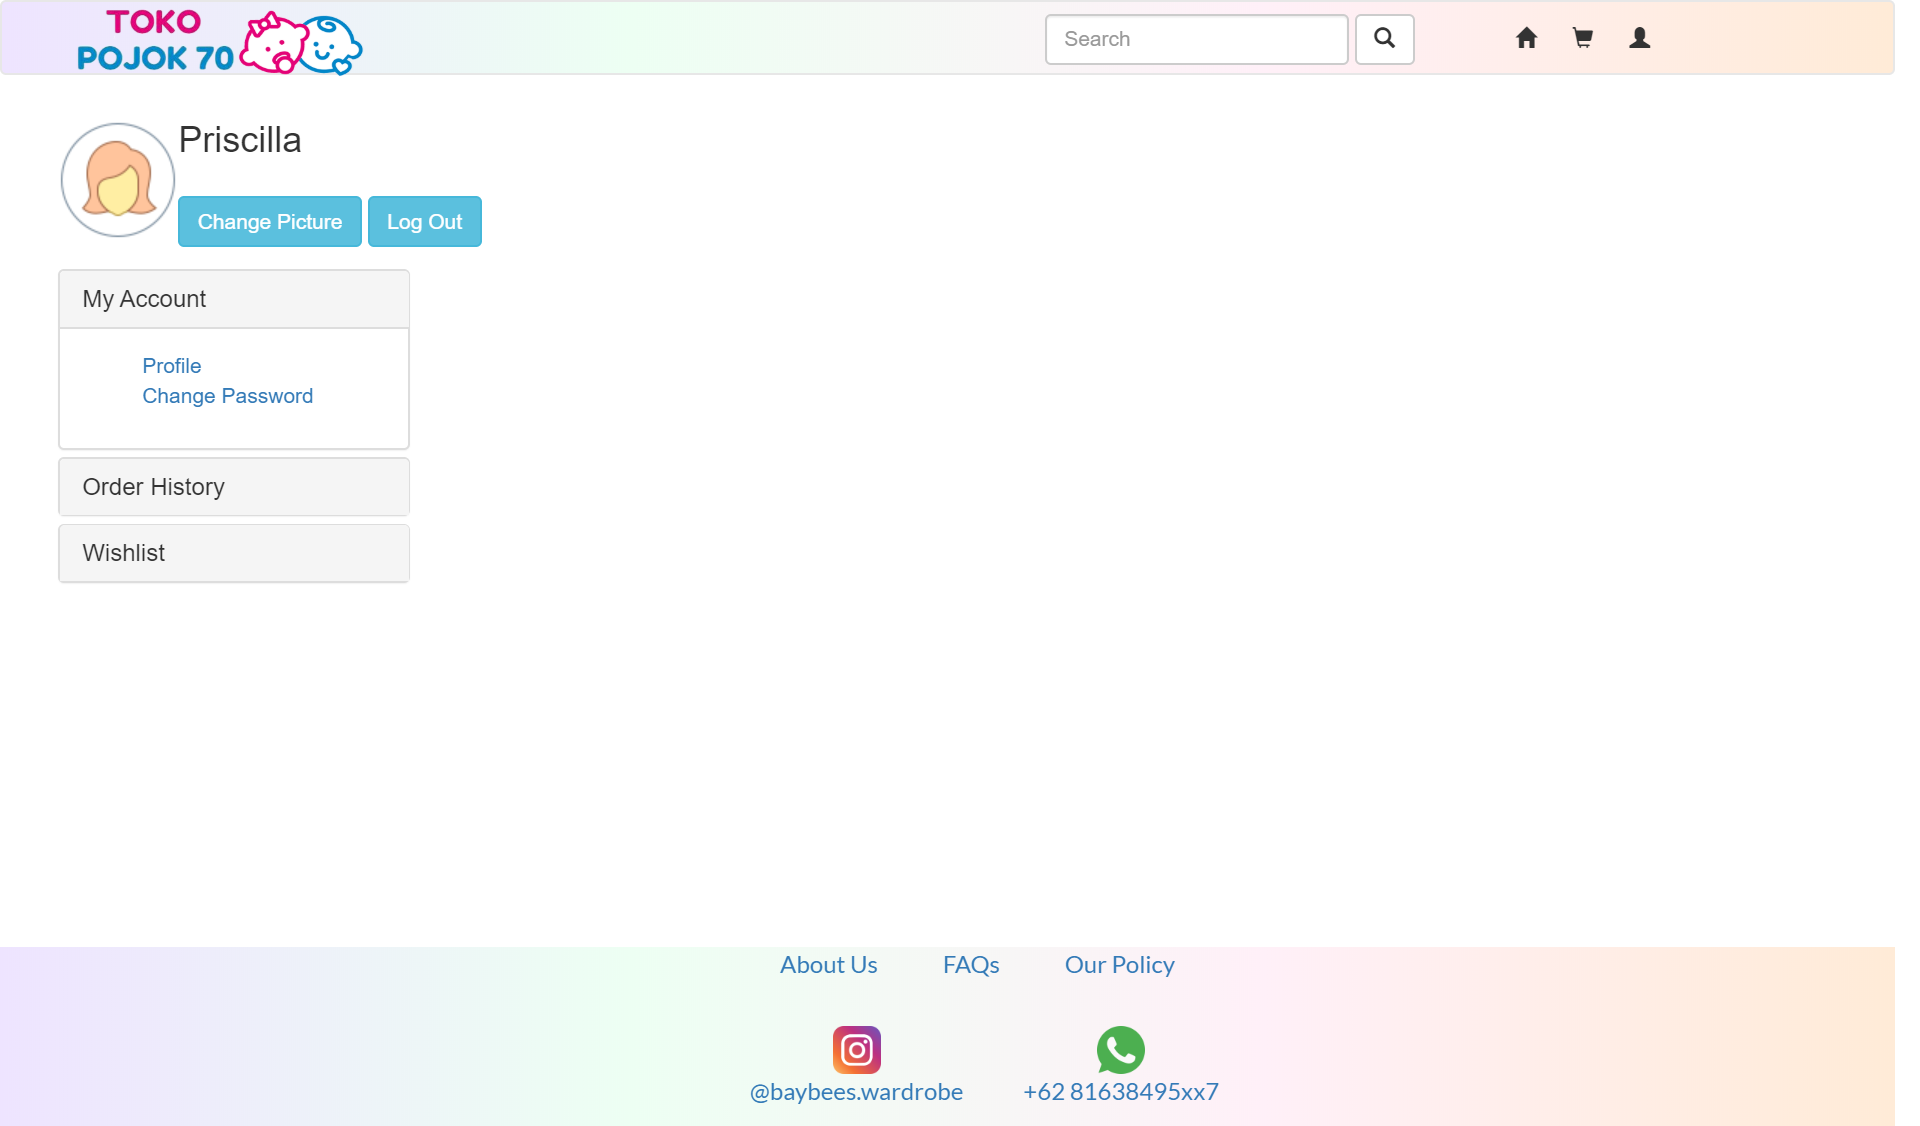 TOKO
POJOK 70
Search
Priscilla
Change Picture
Log Out
My Account
Profile
Change Password
Order History
Wishlist
About Us
FAQs
Our Policy
@baybees.wardrobe
+62 81638495xx7